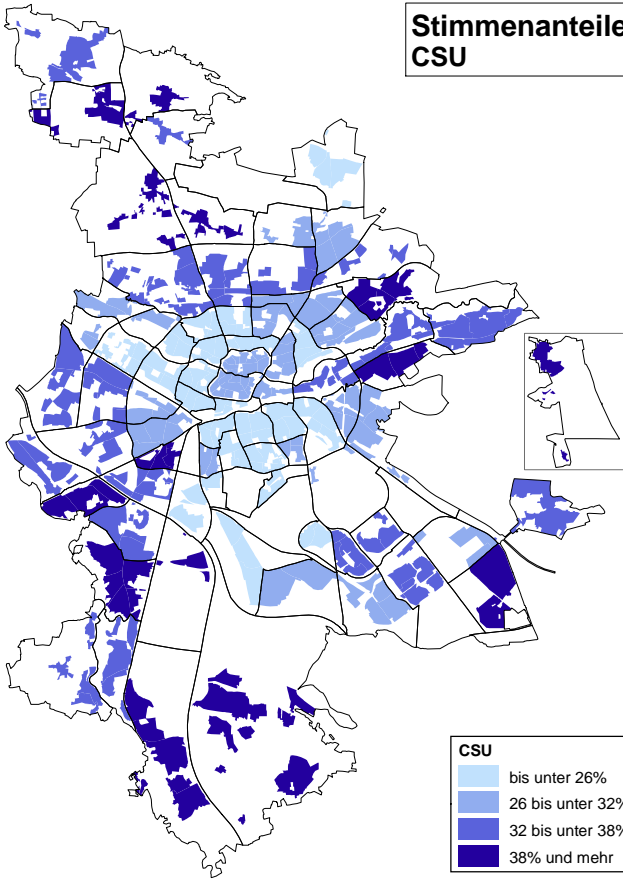 Stimmenanteile
CSU
CSU
bis unter 26%
26 bis unter 32%
32 bis unter 38%
38% und mehr